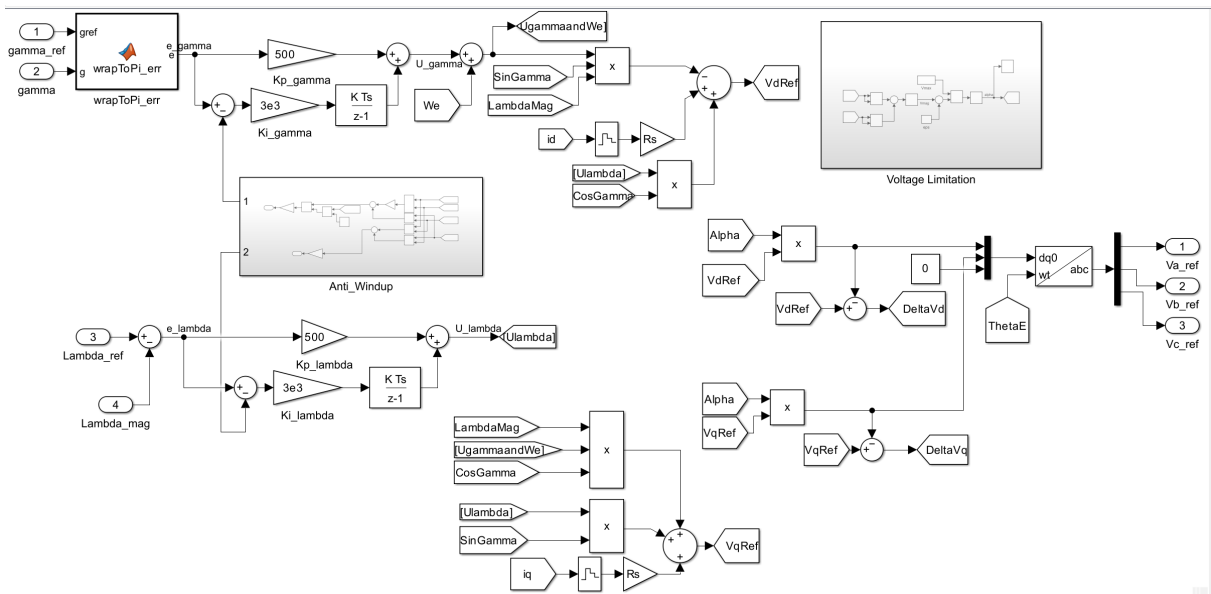 1
gamma_ref
2
gamma
gref
g
e_gamma
e
wrapToPi_err
wrapToPi_err
500
Kp_gamma
3e3
Ki_gamma
K Ts
z-1
U_gamma
We
UgammaandWe]
SinGamma
LambdaMag
x
VdRef
id
Rs
[Ulambda]
CosGamma
x
Voltage Limitation
1
2
Anti_Windup
3
Lambda_ref
4
Lambda_mag
e_lambda
500
Kp_lambda
3e3
Ki_lambda
K Ts
z-1
U_lambda
[Ulambda]
Alpha
VdRef
x
VdRef
DeltaVd
0
dq0
wt
abc
ThetaE
1
Va_ref
2
Vb_ref
3
Vc_ref
Alpha
VqRef
x
VqRef
DeltaVq
LambdaMag
[UgammaandWe]
CosGamma
x
[Ulambda]
SinGamma
x
iq
Rs
VqRef